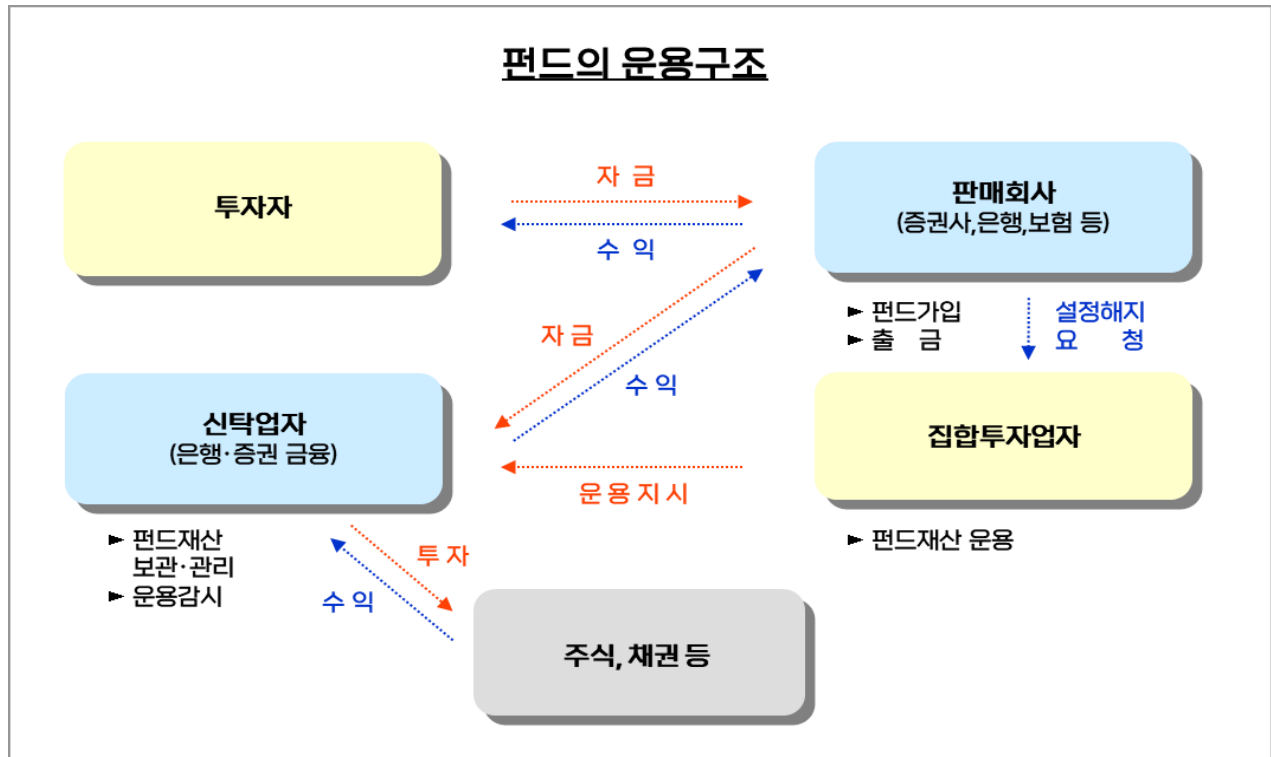 펀드의 운용구조
투자자
자 금
수 익
판매회사
(증권사,은행,보험 등)
► 펀드가입
► 출 금
설정해지
요 청
자 금
수 익
신탁업자
(은행·증권 금융)
집합투자업자
운 용 지 시
► 펀드재산
보관·관리
► 운용감시
투 자
수 익
► 펀드재산 운용
주식, 채권 등